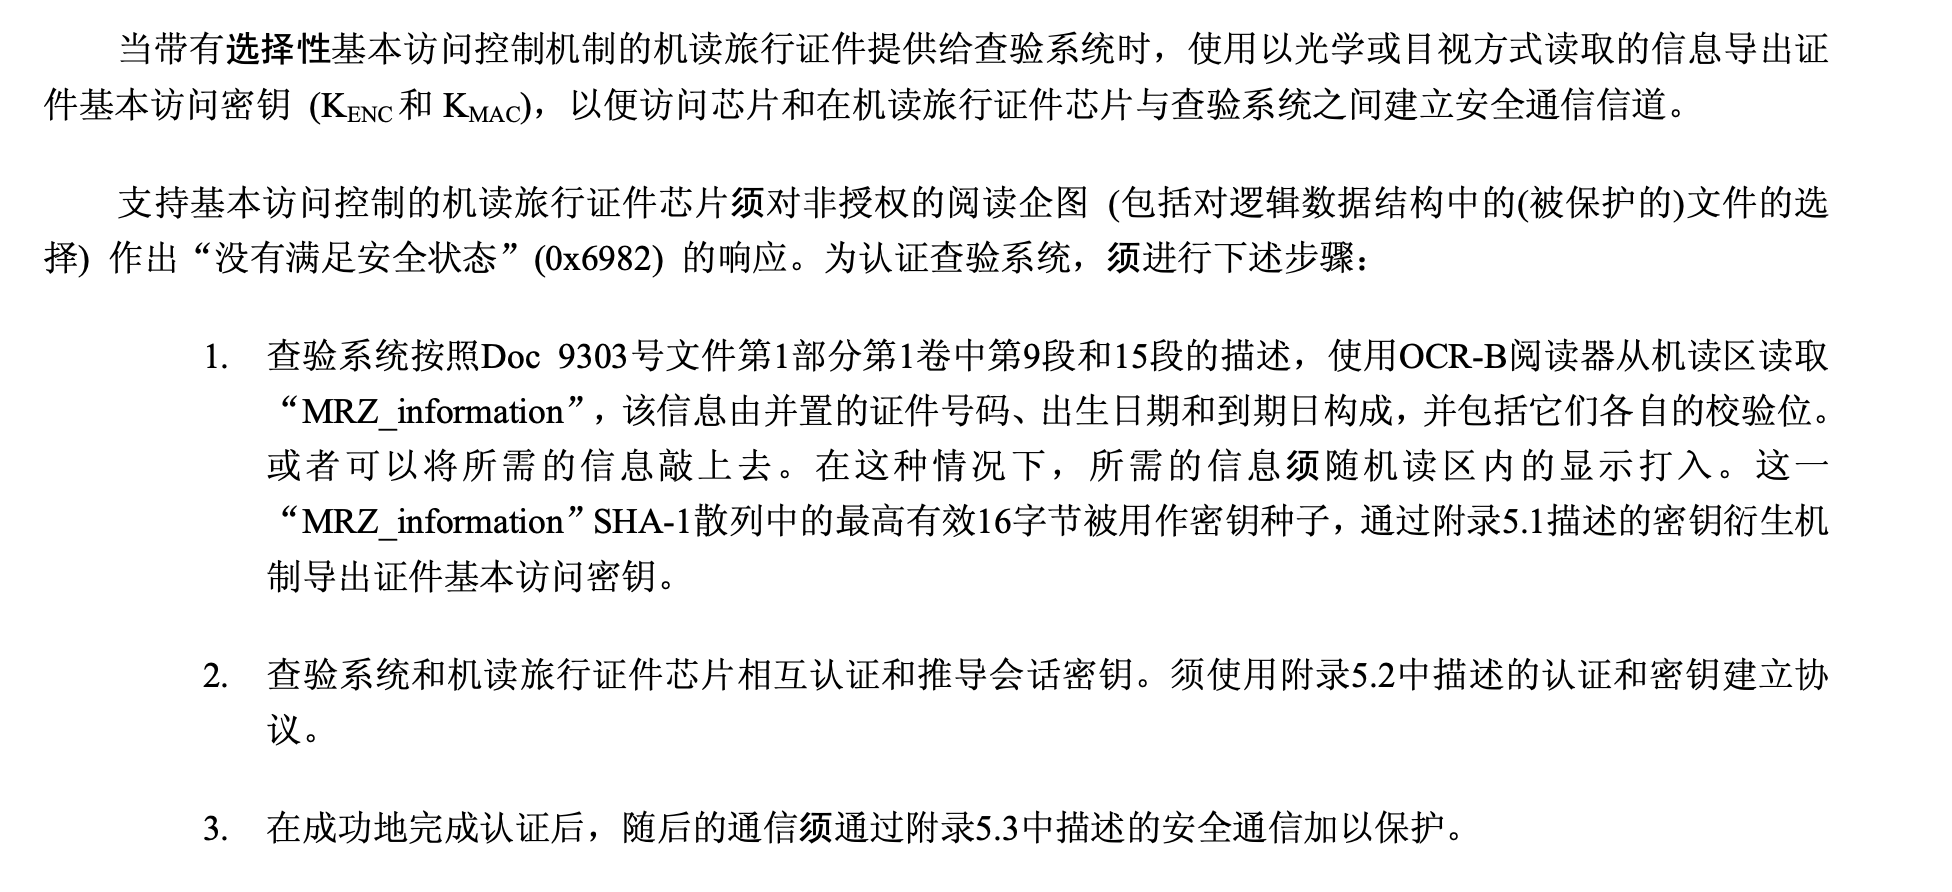 当带有选择性基本访问控制机制的机读旅行证件提供给查验系统时，使用以光学或目视方式读取的信息导出证
件基本访问密钥 (KENC和 KMAC)，以便访问芯片和在机读旅行证件芯片与查验系统之间建立安全通信信道。
支持基本访问控制的机读旅行证件芯片须对非授权的阅读企图 (包括对逻辑数据结构中的(被保护的)文件的选
择) 作出“没有满足安全状态”(0x6982) 的响应。为认证查验系统，须进行下述步骤：
1. 查验系统按照Doc 9303号文件第1部分第1卷中第9段和15段的描述，使用OCR-B阅读器从机读区读取
“MRZ_information”，该信息由并置的证件号码、出生日期和到期日构成，并包括它们各自的校验位。
或者可以将所需的信息敲上去。在这种情况下，所需的信息须随机读区内的显示打入。这一
“MRZ_information”SHA-1散列中的最高有效16字节被用作密钥种子，通过附录5.1描述的密钥衍生机
制导出证件基本访问密钥。
2. 查验系统和机读旅行证件芯片相互认证和推导会话密钥。须使用附录5.2中描述的认证和密钥建立协
议。
3. 在成功地完成认证后，随后的通信须通过附录5.3中描述的安全通信加以保护。